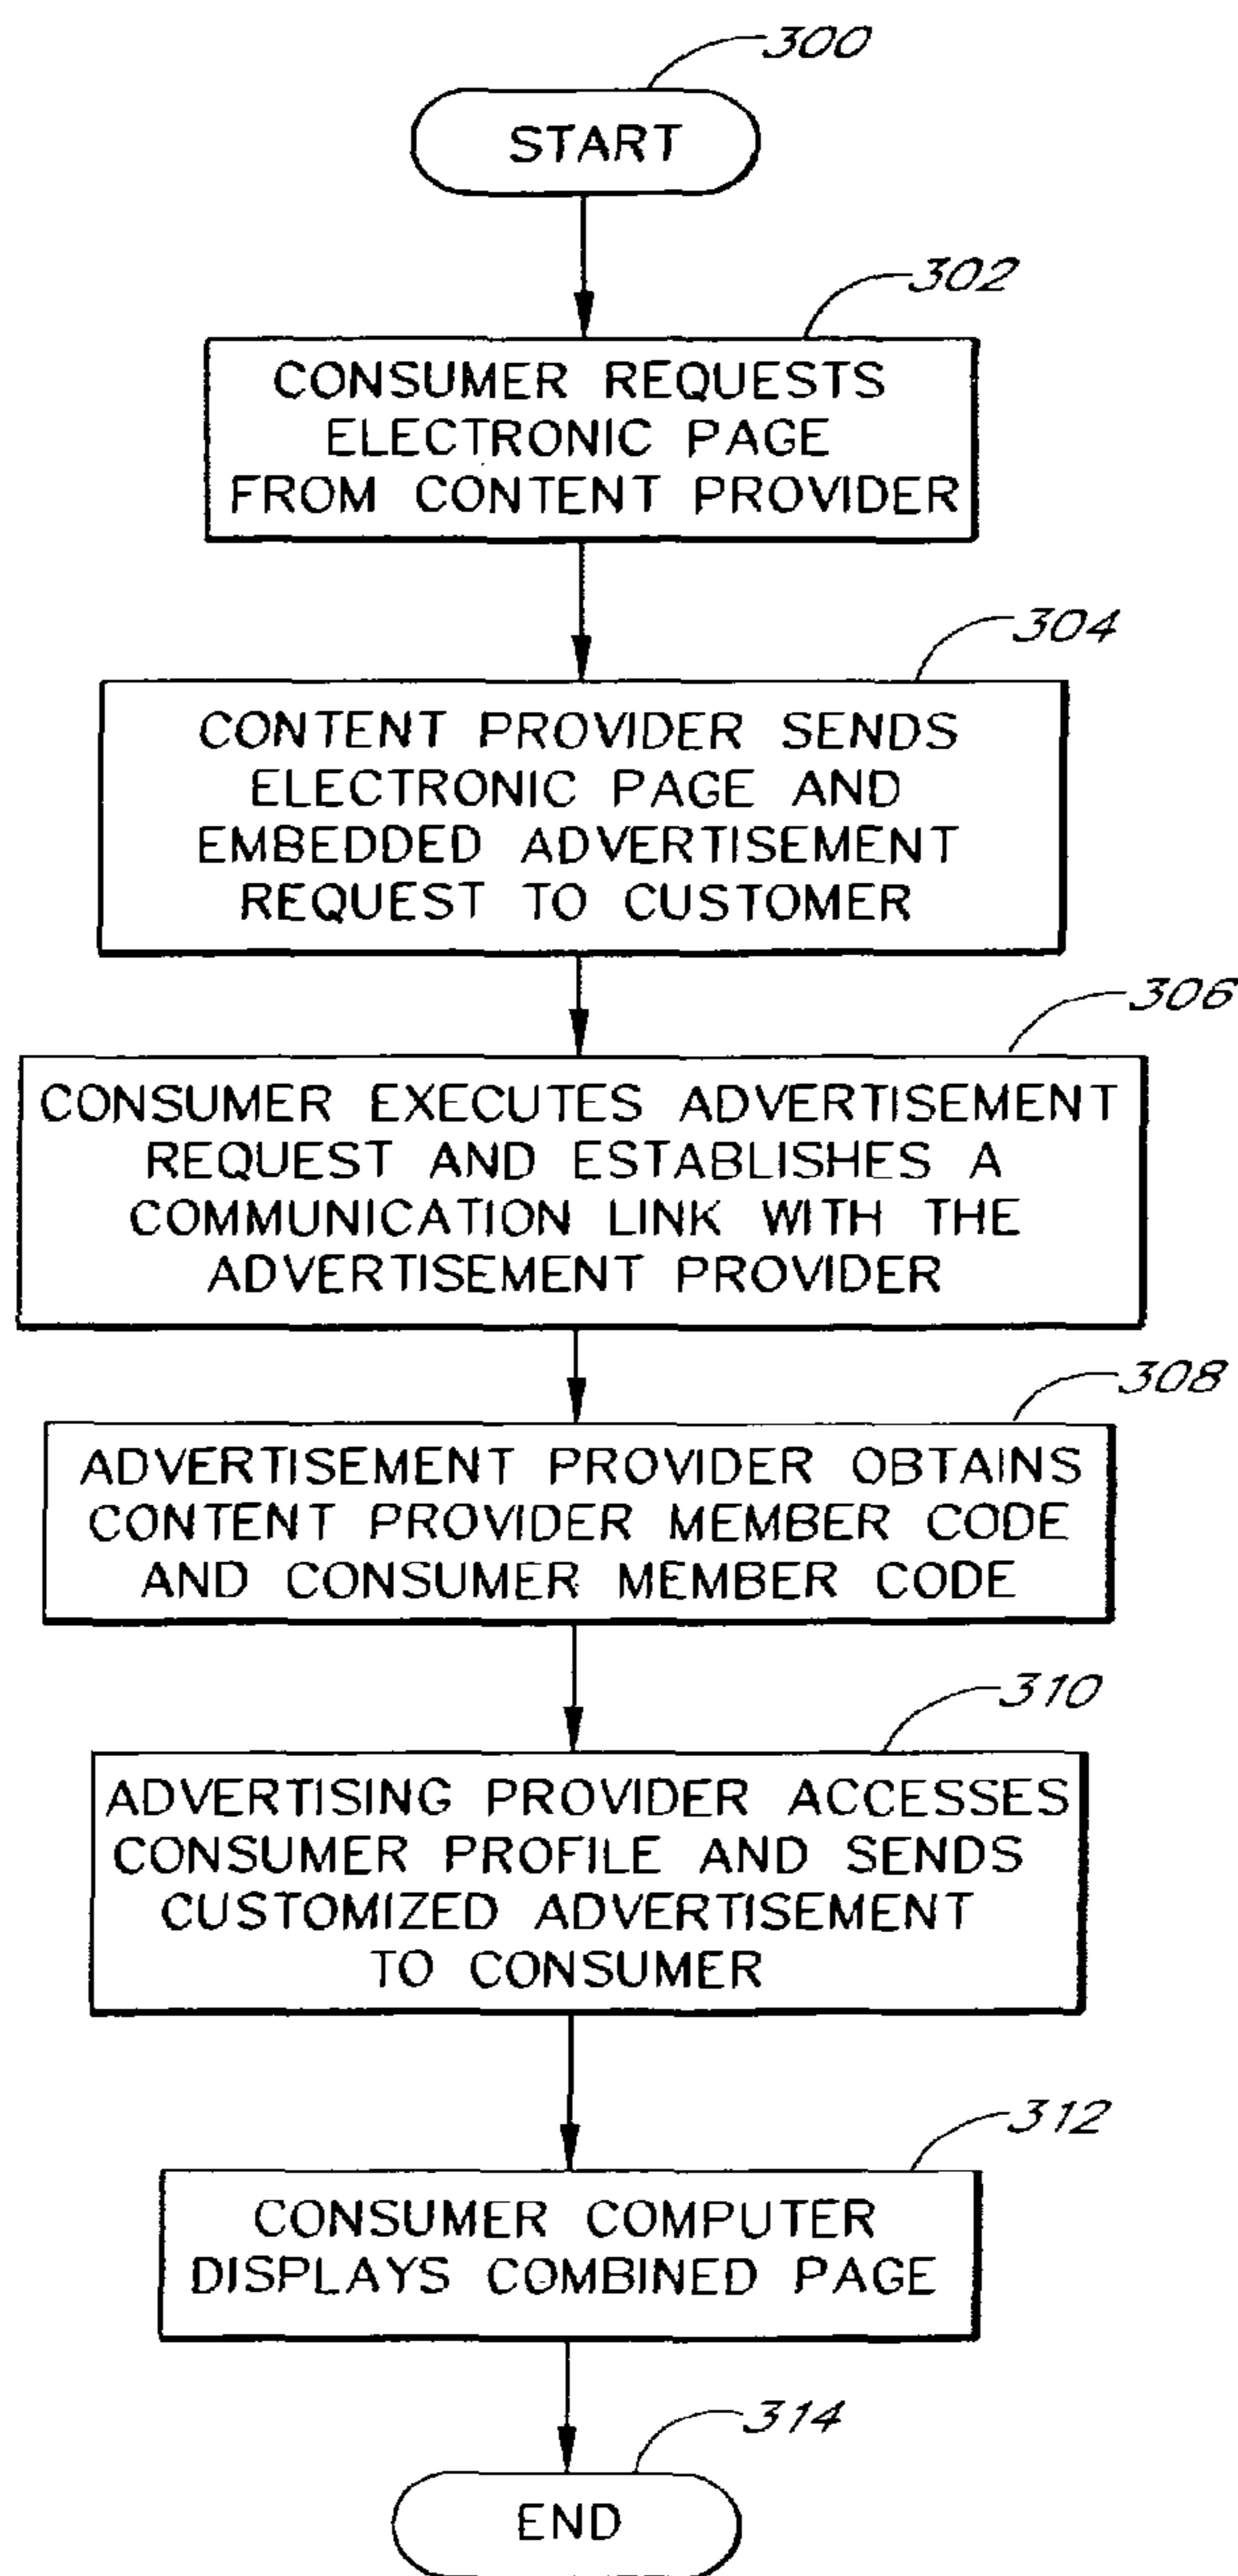 300
START
302
CONSUMER REQUESTS
ELECTRONIC PAGE
FROM CONTENT PROVIDER
304
CONTENT PROVIDER SENDS
ELECTRONIC PAGE AND
EMBEDDED ADVERTISEMENT
REQUEST TO CUSTOMER
306
CONSUMER EXECUTES ADVERTISEMENT
REQUEST AND ESTABLISHES A
COMMUNICATION LINK WITH THE
ADVERTISEMENT PROVIDER
308
ADVERTISEMENT PROVIDER OBTAINS
CONTENT PROVIDER MEMBER CODE
AND CONSUMER MEMBER CODE
310
ADVERTISING PROVIDER ACCESSES
CONSUMER PROFILE AND SENDS
CUSTOMIZED ADVERTISEMENT
TO CONSUMER
312
CONSUMER COMPUTER
DISPLAYS COMBINED PAGE
314
END